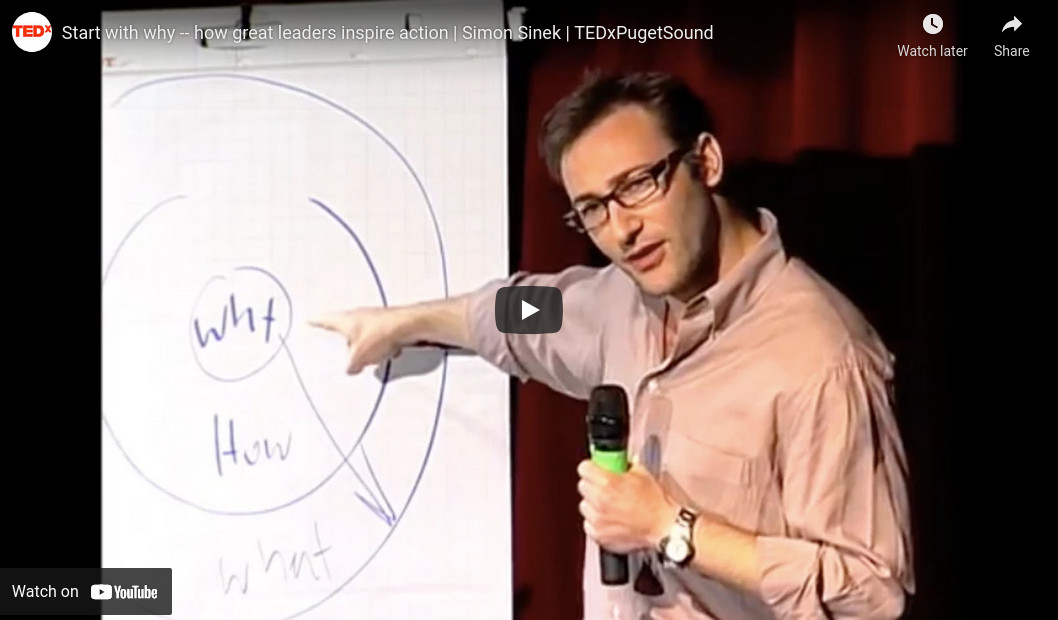 TEDx
Start with why -- how great leaders inspire action | Simon Sinek | TEDxPugetSound
Watch later
Share
why
How
what
Watch on YouTube